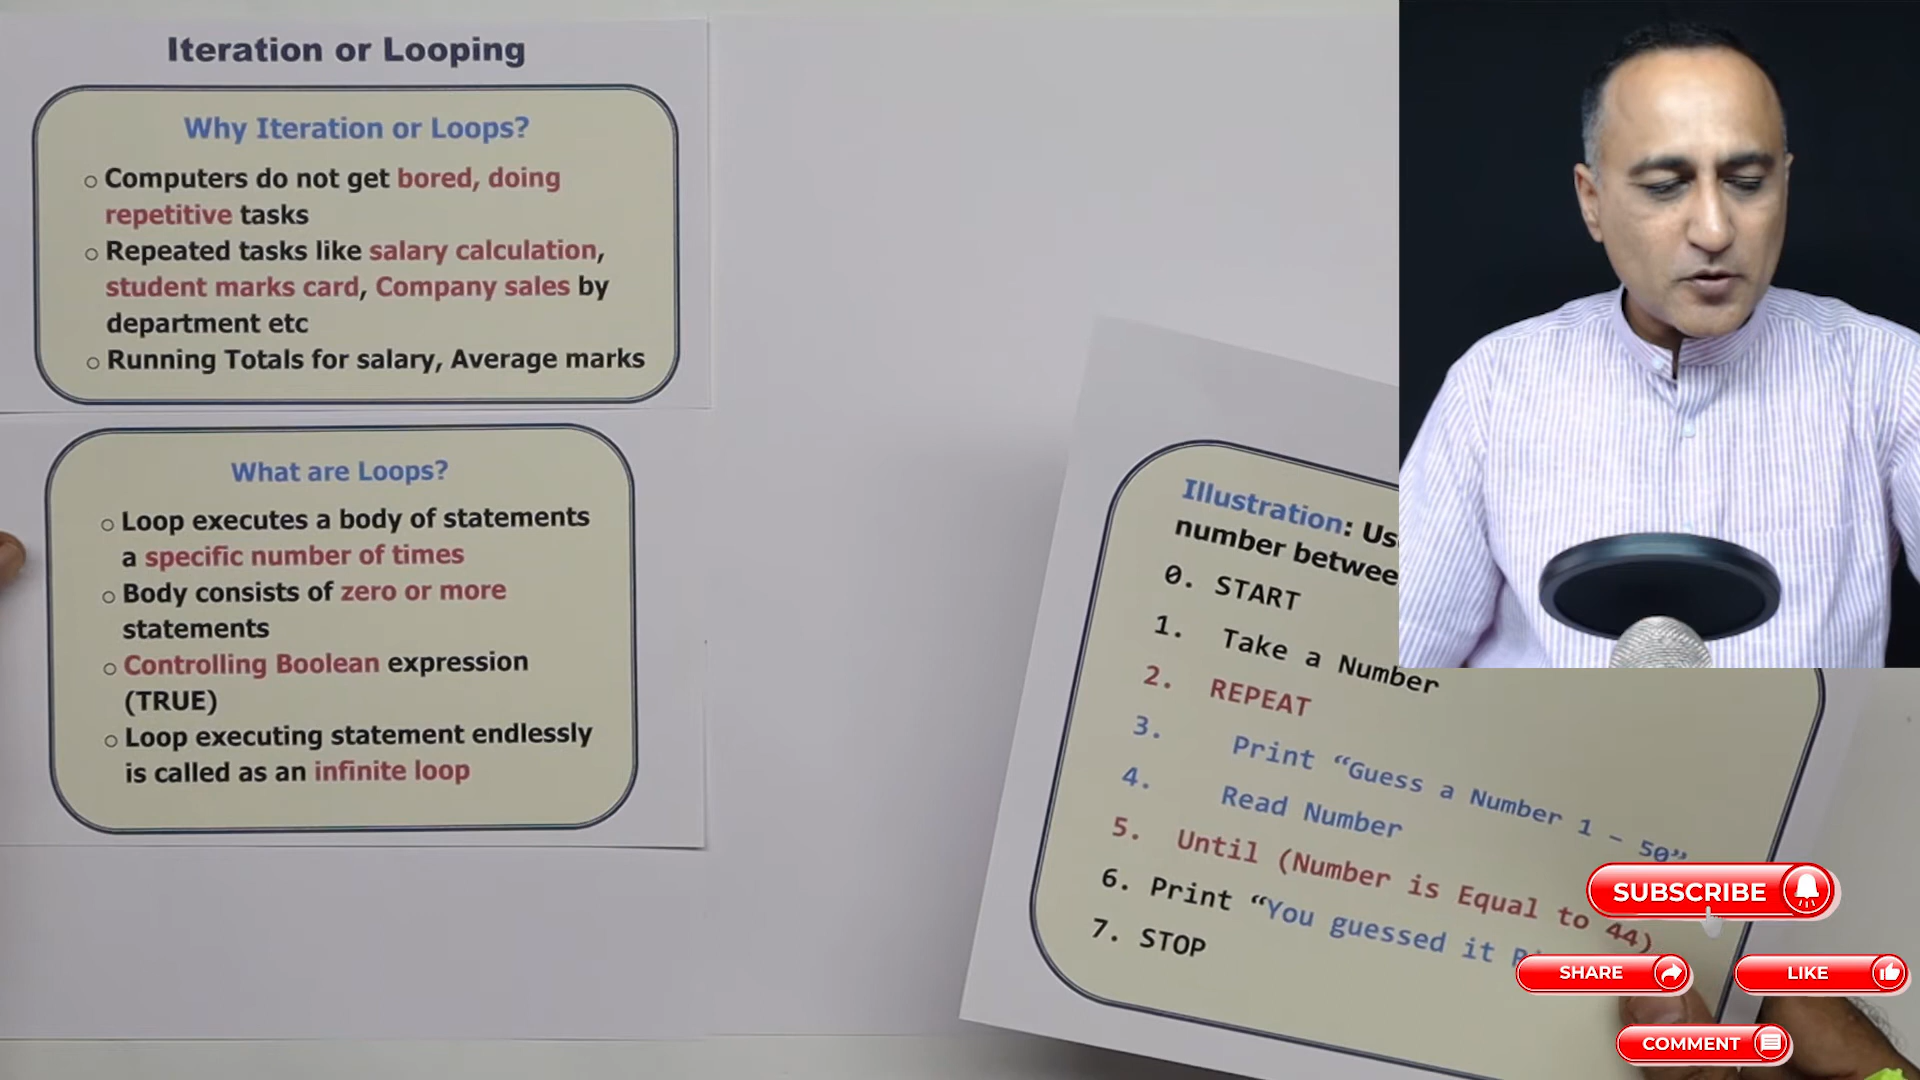 Iteration or Looping
Why Iteration or Loops?
Computers do not get bored, doing
repetitive tasks
Repeated tasks like salary calculation,
student marks card, Company sales by
department etc
Running Totals for salary, Average marks
What are Loops?
Loop executes a body of statements
a specific number of times
Body consists of zero or more
statements
Controlling Boolean expression
(TRUE)
Loop executing statement endlessly
is called as an infinite loop
Illustration:
number
0. START
1. Take a Number
2. REPEAT
3. Print “Guess a Number 1 – 50”
4. Read Number
5. Until (Number is Equal to 44)
6. Print “You guessed it
7. STOP
SUBSCRIBE
SHARE
LIKE
COMMENT